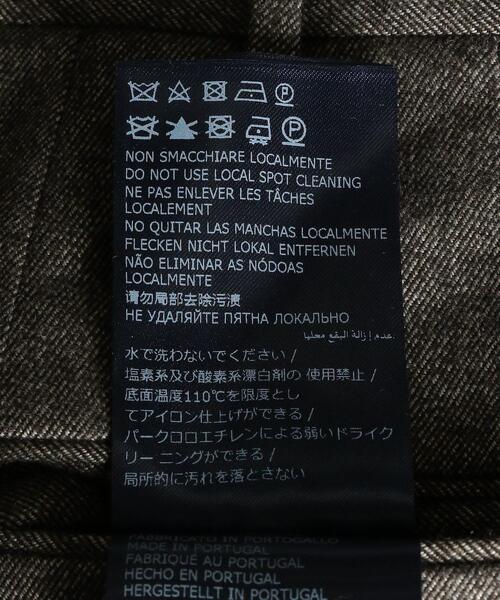 NON SMACCHIARE LOCALMENTE
DO NOT USE LOCAL SPOT CLEANING
NE PAS ENLEVER LES TÂCHES
LOCALEMENT
NO QUITAR LAS MANCHAS LOCALMENTE
FLECKEN NICHT LOKAL ENTFERNEN
NÃO ELIMINAR AS NÓDOAS
LOCALMENTE
请勿局部去除污渍
НЕ УДАЛЯЙТЕ ПЯТНА ЛОКАЛЬНО
عدم إزالة البقع محليا.
水で洗わないでください /
塩素系及び酸素系漂白剤の 使用禁止 /
底面温度110℃を限度とし
てアイロン仕上げができる /
パークロロエチレンによる弱いドライク
リー ニングができる /
局所的に汚れを落とさない
FABBRICATO IN PORTOGALLO
MADE IN PORTUGAL
FABRIQUÉ AU PORTUGAL
HECHO EN PORTUGAL
HERGESTELLT IN PORTUGAL